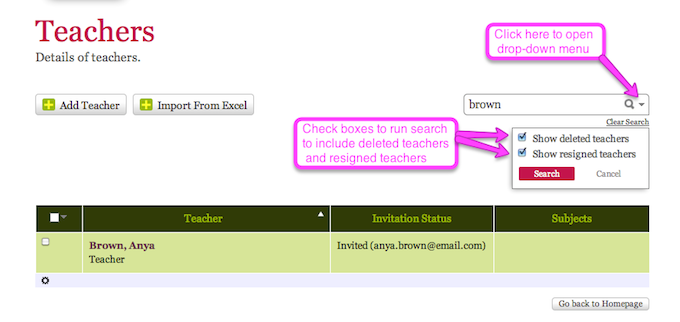 Teachers
Details of teachers.
Click here to open
drop-down menu
Add Teacher
Import From Excel
brown
Clear Search
Check boxes to run search
to include deleted teachers
and resigned teachers
Show deleted teachers
Show resigned teachers
Search
Cancel
Teacher
Invitation Status
Subjects
Brown, Anya
Invited (anya.brown@email.com)
Teacher
Go back to Homepage